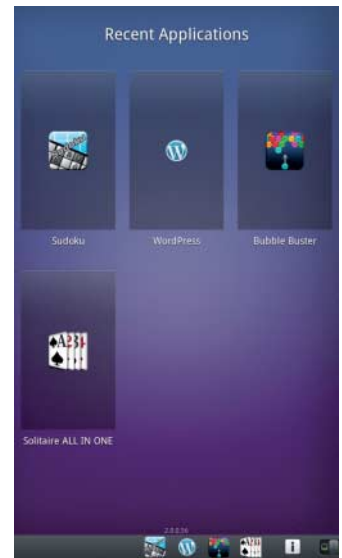 Recent Applications
Sudoku
WordPress
Bubble Buster
Solitaire ALL IN ONE